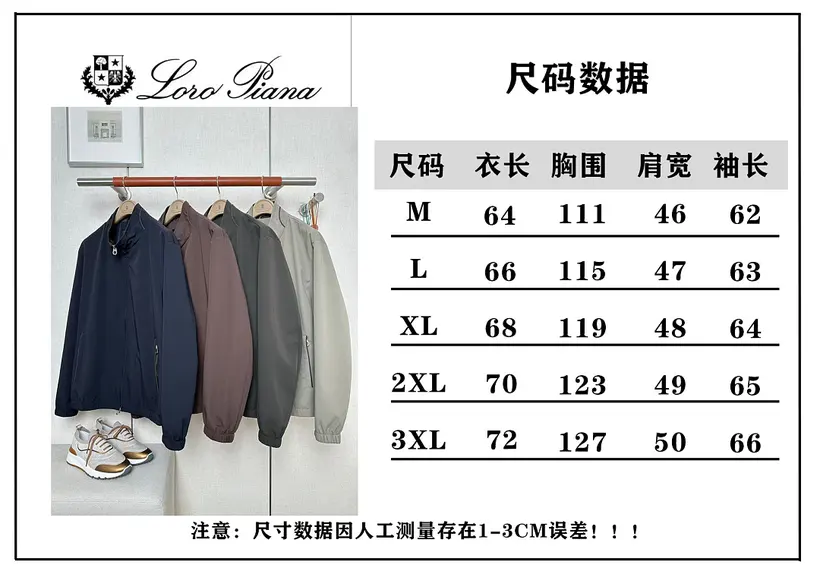 Loro Piana
尺码数据
尺码 衣长 胸围 肩宽 袖长
M 64 111 46 62
L 66 115 47 63
XL 68 119 48 64
2XL 70 123 49 65
3XL 72 127 50 66
注意：尺寸数据因人工测量存在1-3CM误差！！！